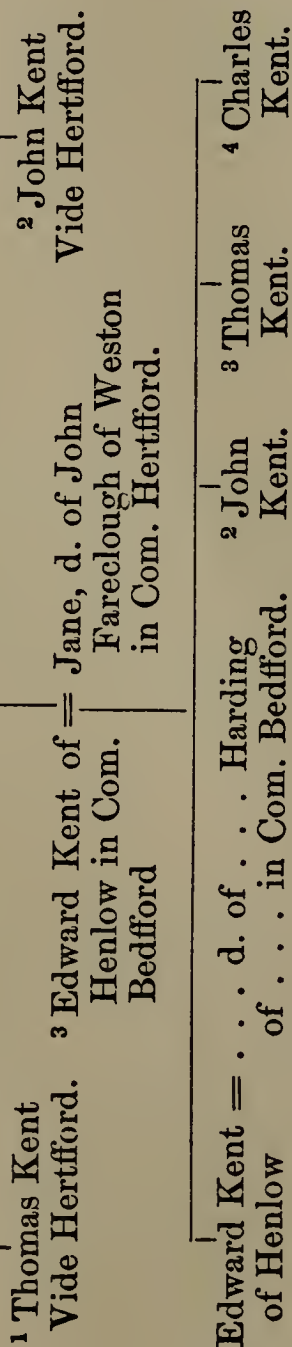 ¹ Thomas Kent
Vide Hertfford.
³ Edward Kent of = Jane, d. of John
Henlow in Com.
Bedfford
Fareclough of Weston
in Com. Hertfford.
² John Kent
Vide Hertfford.
Edward Kent = . . . d. of . . . Harding
of Henlow
of . . . . in Com. Bedfford.
² John
Kent.
³ Thomas
Kent.
⁴ Charles
Kent.